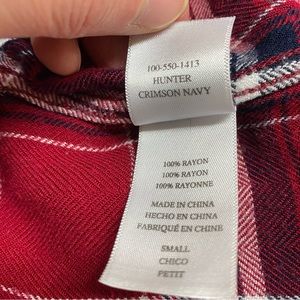 100-550-1413
HUNTER
CRIMSON NAVY
100% RAYON
100% RAYON
100% RAYONNE
MADE IN CHINA
HECHO EN CHINA
FABRIQUÉ EN CHINE
SMALL
CHICO
PETIT